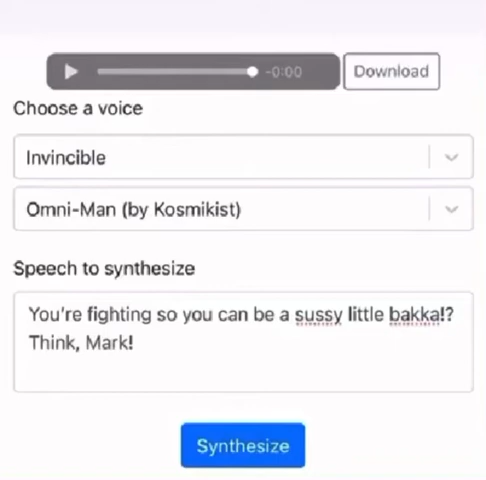 -0:00 Download
Choose a voice
Invincible
Omni-Man (by Kosmikist)
Speech to synthesize
You're fighting so you can be a sussy little bakka!?
Think, Mark!
Synthesize